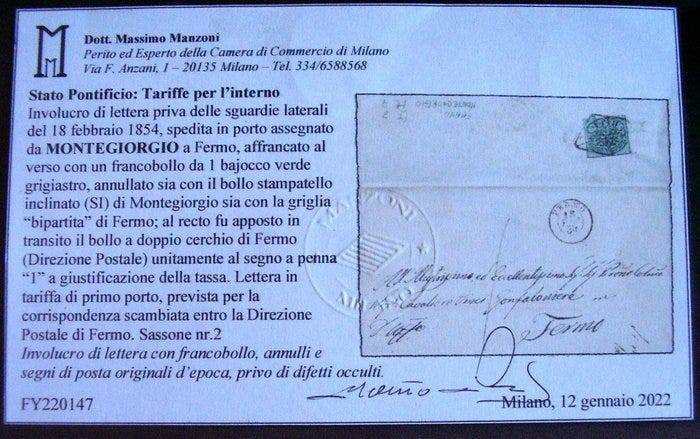 Dott. Massimo Manzoni
Perito ed Esperto della Camera di Commercio di Milano
Via F. Anzani, 1 – 20135 Milano – Tel. 334/6588568
Stato Pontificio: Tariffe per l'interno
Involucro di lettera priva delle sguardie laterali
del 18 febbraio 1854, spedita in porto assegnato
da MONTEGIORGIO a Fermo, affrancato al
verso con un francobollo da 1 bajocco verde
grigiastro, annullato sia con il bollo stampatello
inclinato (SI) di Montegiorgio sia con la griglia
"bipartita" di Fermo; al recto fu apposto in
transito il bollo a doppio cerchio di Fermo
(Direzione Postale) unitamente al segno a penna
"1" a giustificazione della tassa. Lettera in
tariffa di primo porto, prevista per la
corrispondenza scambiata entro la Direzione
Postale di Fermo. Sassone nr.2
Involucro di lettera con francobollo, annulli e
segni di posta originali d'epoca, privo di difetti occulti.
FY220147
MONTEGIORGIO
FERMO
18
MANZONI
ed
Fermo
Milano, 12 gennaio 2022